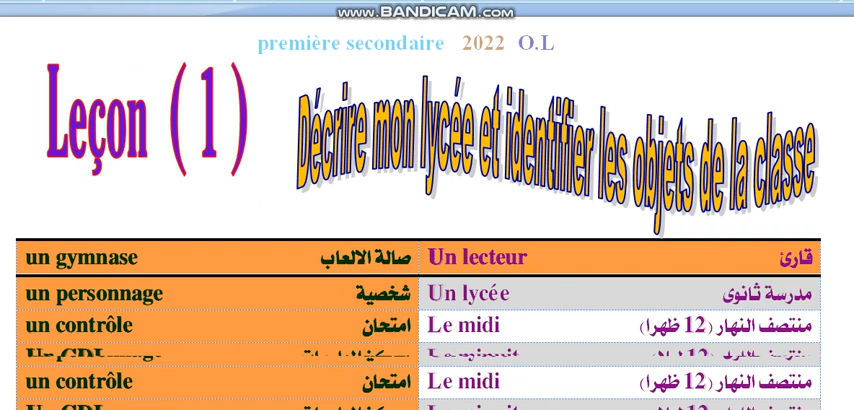 www.BANDICAM.com
première secondaire 2022 O.L
Leçon ( 1 )
Décrire mon lycée et identifier les objets de la classe
un gymnase صالة الالعاب Un lecteur قارئ
un personnage شخصية Un lycée مدرسة ثانوى
un contrôle امتحان Le midi منتصف النهار (12 ظهرا)
un contrôle امتحان Le midi منتصف النهار (12 ظهرا)